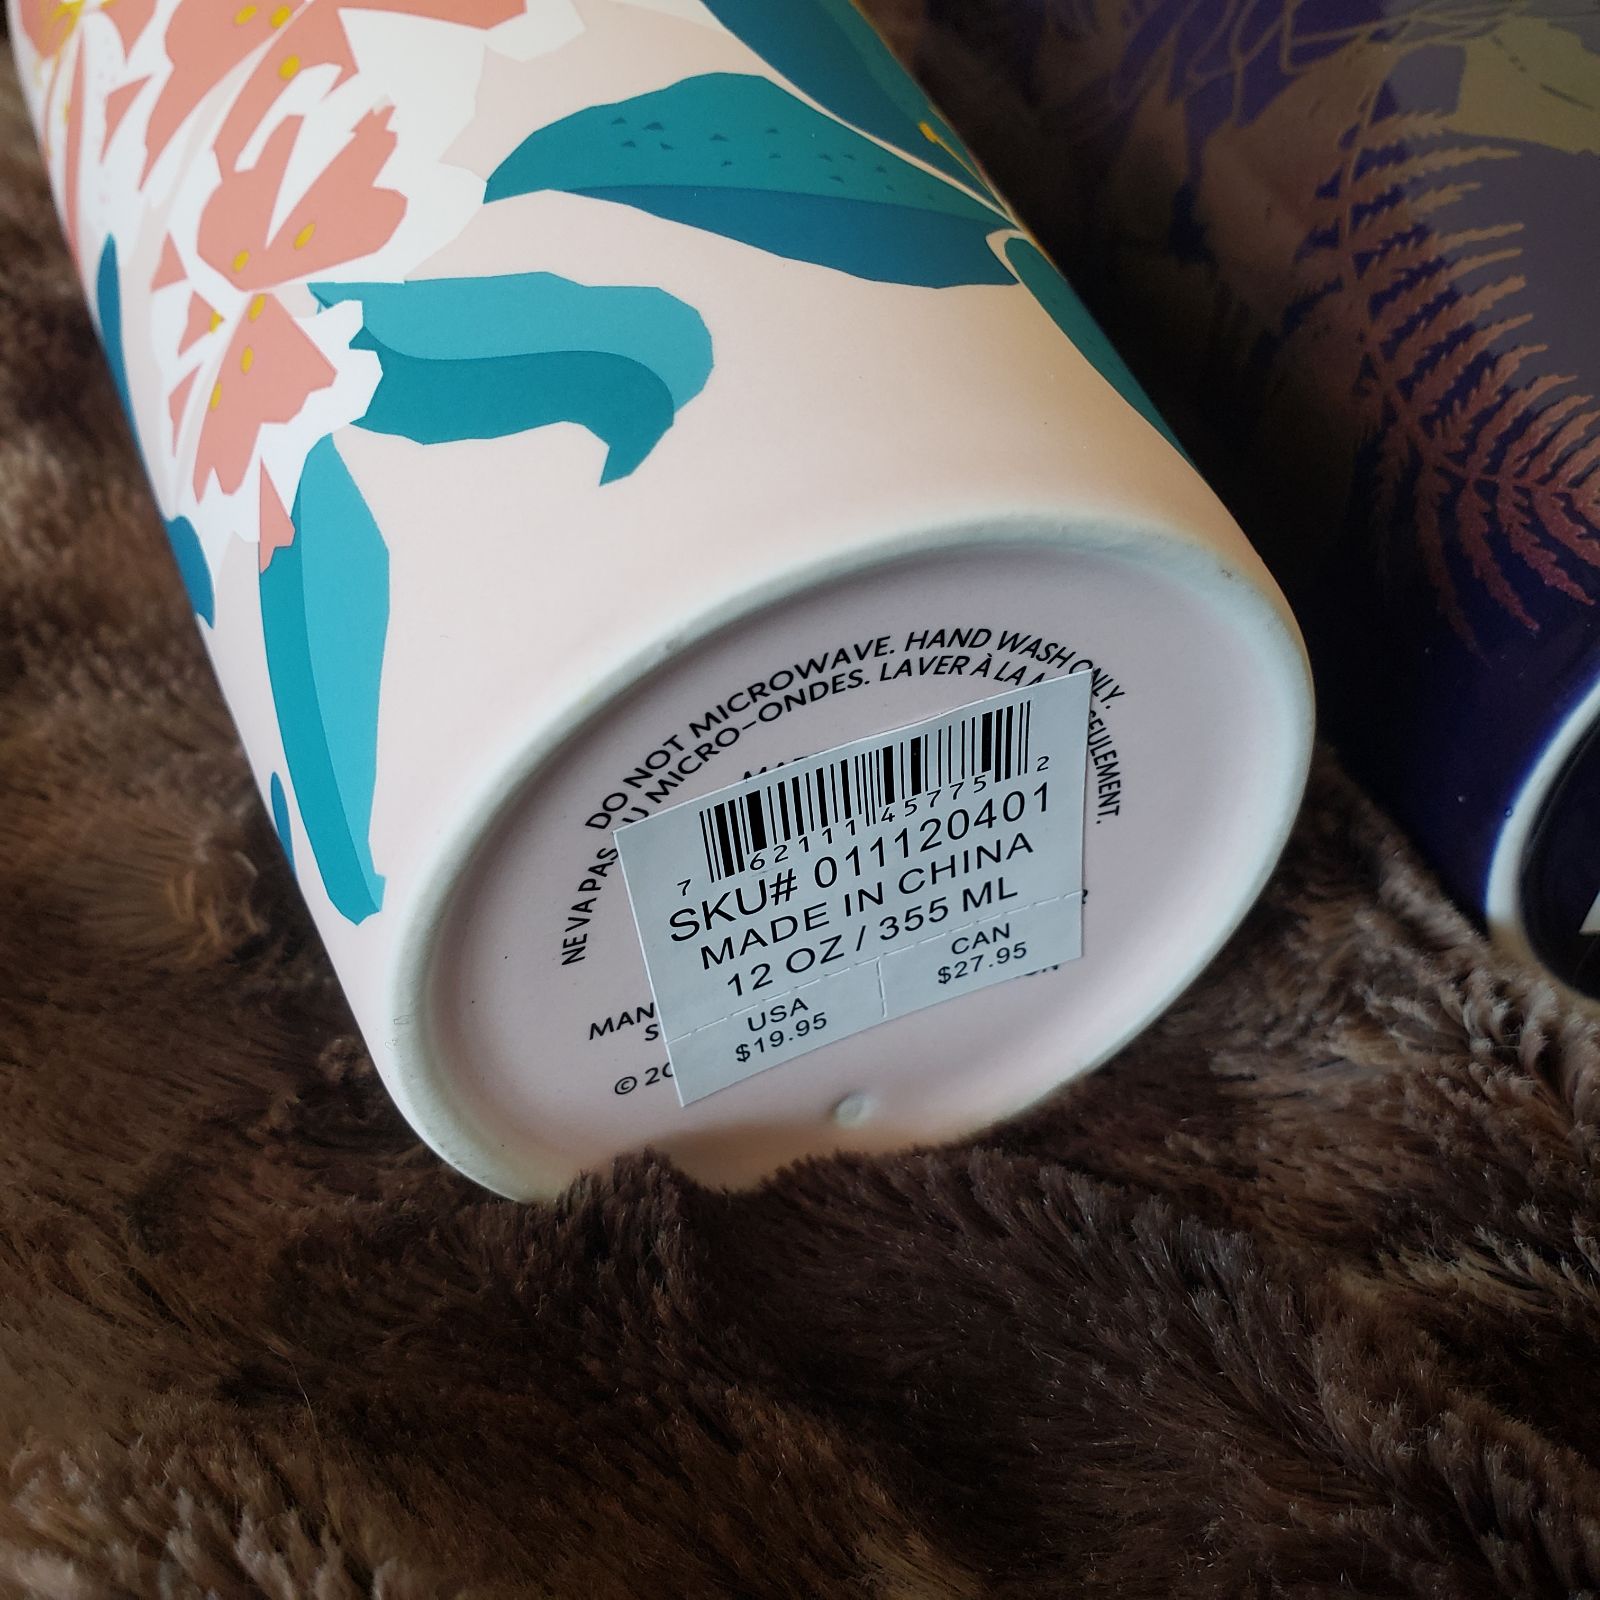 DO NOT MICROWAVE. HAND WASH ONLY.
NE VA PAS U MICRO-ONDES. LAVER À LA SEULEMENT.
7 62111 45775 2
SKU# 011120401
MADE IN CHINA
12 OZ / 355 ML
USA
$19.95
CAN
$27.95
©